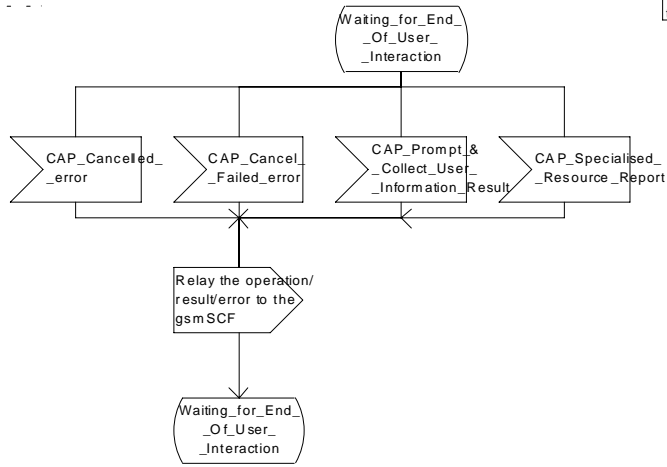 Waiting_for_End_
_Of_User_
_Interaction
CAP_Cancelled_
_error
CAP_Cancel_
_Failed_error
CAP_Prompt_&
_Collect_User_
_Information_Result
CAP_Specialised_
_Resource_Report
Relay the operation/
result/error to the
gsmSCF
Waiting_for_End_
_Of_User_
_Interaction